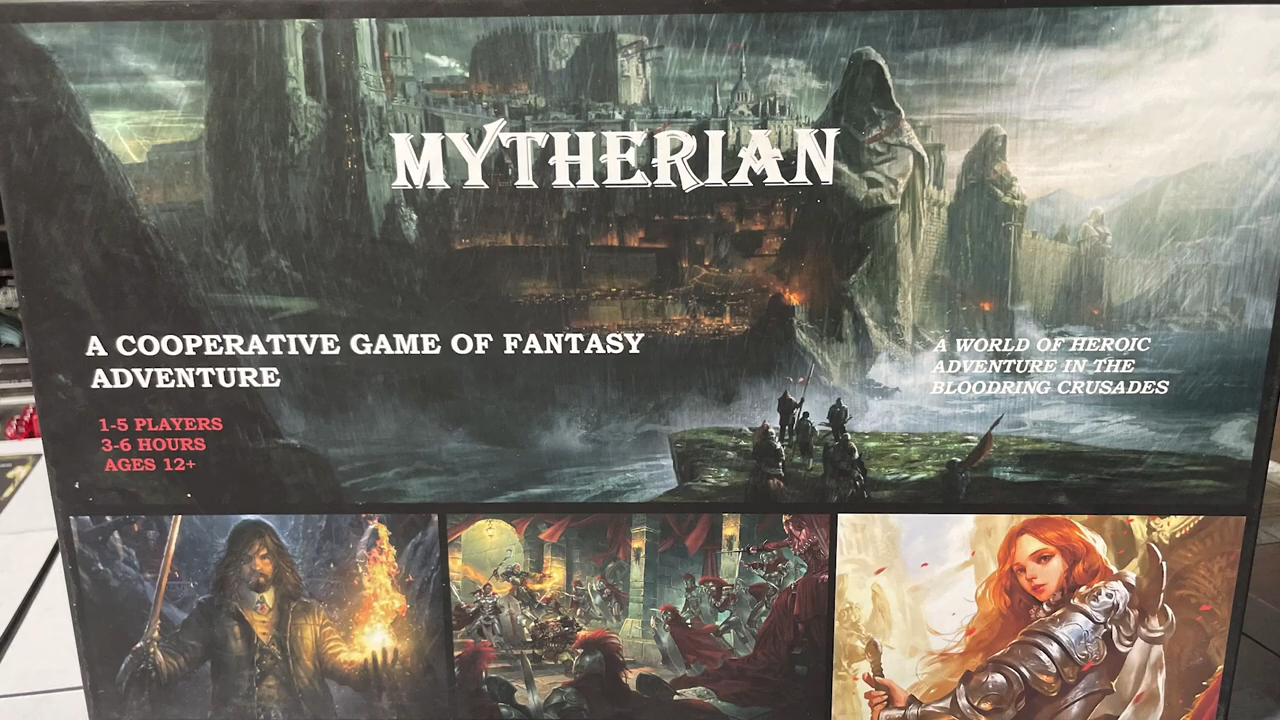 MYTHERIAN
A COOPERATIVE GAME OF FANTASY
ADVENTURE
1-5 PLAYERS
3-6 HOURS
AGES 12+
A WORLD OF HEROIC
ADVENTURE IN THE
BLOODRING CRUSADES